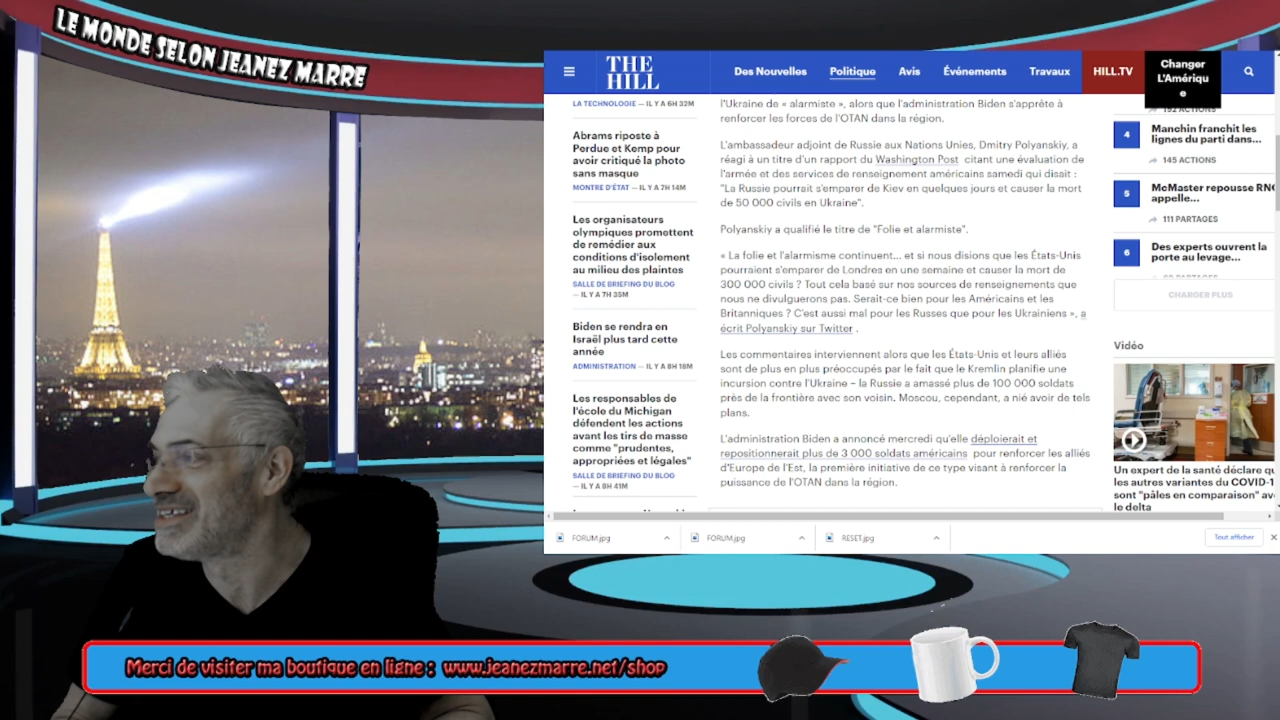 LE MONDE SELON JEANEZ MARRE
THE
HILL
Des Nouvelles
Politique
Avis
Événements
Travaux
HILL.TV
Changer
L'Amériqu
e
LA TECHNOLOGIE — IL Y A 6H 32M
Abrams riposte à
Perdue et Kemp pour
avoir critiqué la photo
sans masque
MONTRE D'ÉTAT — IL Y A 7H 14M
Les organisateurs
olympiques promettent
de remédier aux
conditions d'isolement
au milieu des plaintes
SALLE DE BRIEFING DU BLOG
— IL Y A 7H 35M
Biden se rendra en
Israël plus tard cette
année
ADMINISTRATION — IL Y A 8H 18M
Les responsables de
l'école du Michigan
défendent les actions
avant les tirs de masse
comme "prudentes,
appropriées et légales"
SALLE DE BRIEFING DU BLOG
— IL Y A 8H 41M
l'Ukraine de « alarmiste », alors que l'administration Biden s'apprête à
renforcer les forces de l'OTAN dans la région.
L'ambassadeur adjoint de Russie aux Nations Unies, Dmitry Polyanskiy, a
réagi à un titre d'un rapport du Washington Post citant une évaluation de
l'armée et des services de renseignement américains samedi qui disait :
"La Russie pourrait s'emparer de Kiev en quelques jours et causer la mort
de 50 000 civils en Ukraine".
Polyanskiy a qualifié le titre de "Folie et alarmiste".
« La folie et l'alarmisme continuent... et si nous disions que les États-Unis
pourraient s'emparer de Londres en une semaine et causer la mort de
300 000 civils ? Tout cela basé sur nos sources de renseignements que
nous ne divulguerons pas. Serait-ce bien pour les Américains et les
Britanniques ? C'est aussi mal pour les Russes que pour les Ukrainiens », a
écrit Polyanskiy sur Twitter .
Les commentaires interviennent alors que les États-Unis et leurs alliés
sont de plus en plus préoccupés par le fait que le Kremlin planifie une
incursion contre l'Ukraine – la Russie a amassé plus de 100 000 soldats
près de la frontière avec son voisin. Moscou, cependant, a nié avoir de tels
plans.
L'administration Biden a annoncé mercredi qu'elle déploierait et
repositionnerait plus de 3 000 soldats américains pour renforcer les alliés
d'Europe de l'Est, la première initiative de ce type visant à renforcer la
puissance de l'OTAN dans la région.
192 ACTIONS
4
Manchin franchit les
lignes du parti dans...
145 ACTIONS
5
McMaster repousse RNC
appelle...
111 PARTAGES
6
Des experts ouvrent la
porte au levage...
CHARGER PLUS
Vidéo
Un expert de la santé déclare qu
les autres variantes du COVID-1
sont "pâles en comparaison" av
le delta
FORUM.jpg
FORUM.jpg
RESET.jpg
Tout afficher
Merci de visiter ma boutique en ligne : www.jeanezmarre.net/shop